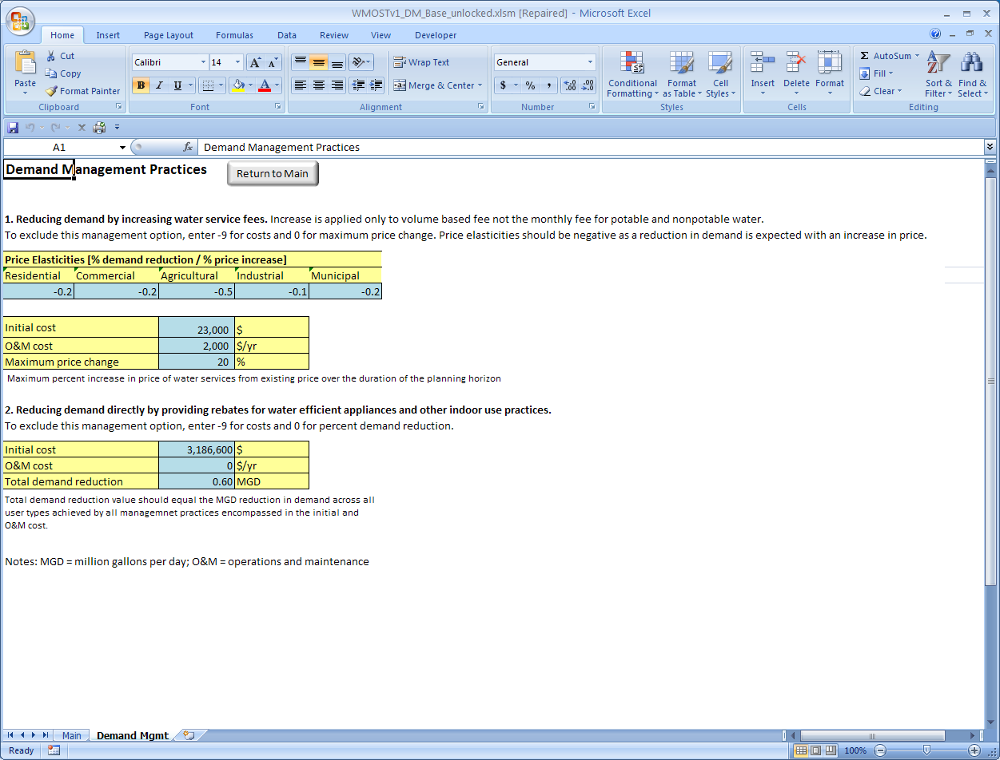 WMOSTv1_DM_Base_unlocked.xlsm [Repaired] - Microsoft Excel
Home Insert Page Layout Formulas Data Review View Developer
Paste Cut Copy Format Painter Clipboard
Calibri 14 A A B I U A Font
Wrap Text Merge & Center Alignment
General $ % , .00 .0 Number
Conditional Formatting Format as Table Cell Styles Styles
Insert Delete Format Cells
Σ AutoSum Fill Clear Sort & Filter Find & Select Editing
A1 fx Demand Management Practices
Demand Management Practices Return to Main
1. Reducing demand by increasing water service fees. Increase is applied only to volume based fee not the monthly fee for potable and nonpotable water.
To exclude this management option, enter -9 for costs and 0 for maximum price change. Price elasticities should be negative as a reduction in demand is expected with an increase in price.
Price Elasticities [% demand reduction / % price increase]
Residential Commercial Agricultural Industrial Municipal
-0.2 -0.2 -0.5 -0.1 -0.2
Initial cost 23,000 $
O&M cost 2,000 $/yr
Maximum price change 20 %
Maximum percent increase in price of water services from existing price over the duration of the planning horizon
2. Reducing demand directly by providing rebates for water efficient appliances and other indoor use practices.
To exclude this management option, enter -9 for costs and 0 for percent demand reduction.
Initial cost 3,186,600 $
O&M cost 0 $/yr
Total demand reduction 0.60 MGD
Total demand reduction value should equal the MGD reduction in demand across all
user types achieved by all managemnet practices encompassed in the initial and
O&M cost.
Notes: MGD = million gallons per day; O&M = operations and maintenance
Main Demand Mgmt
Ready 100%